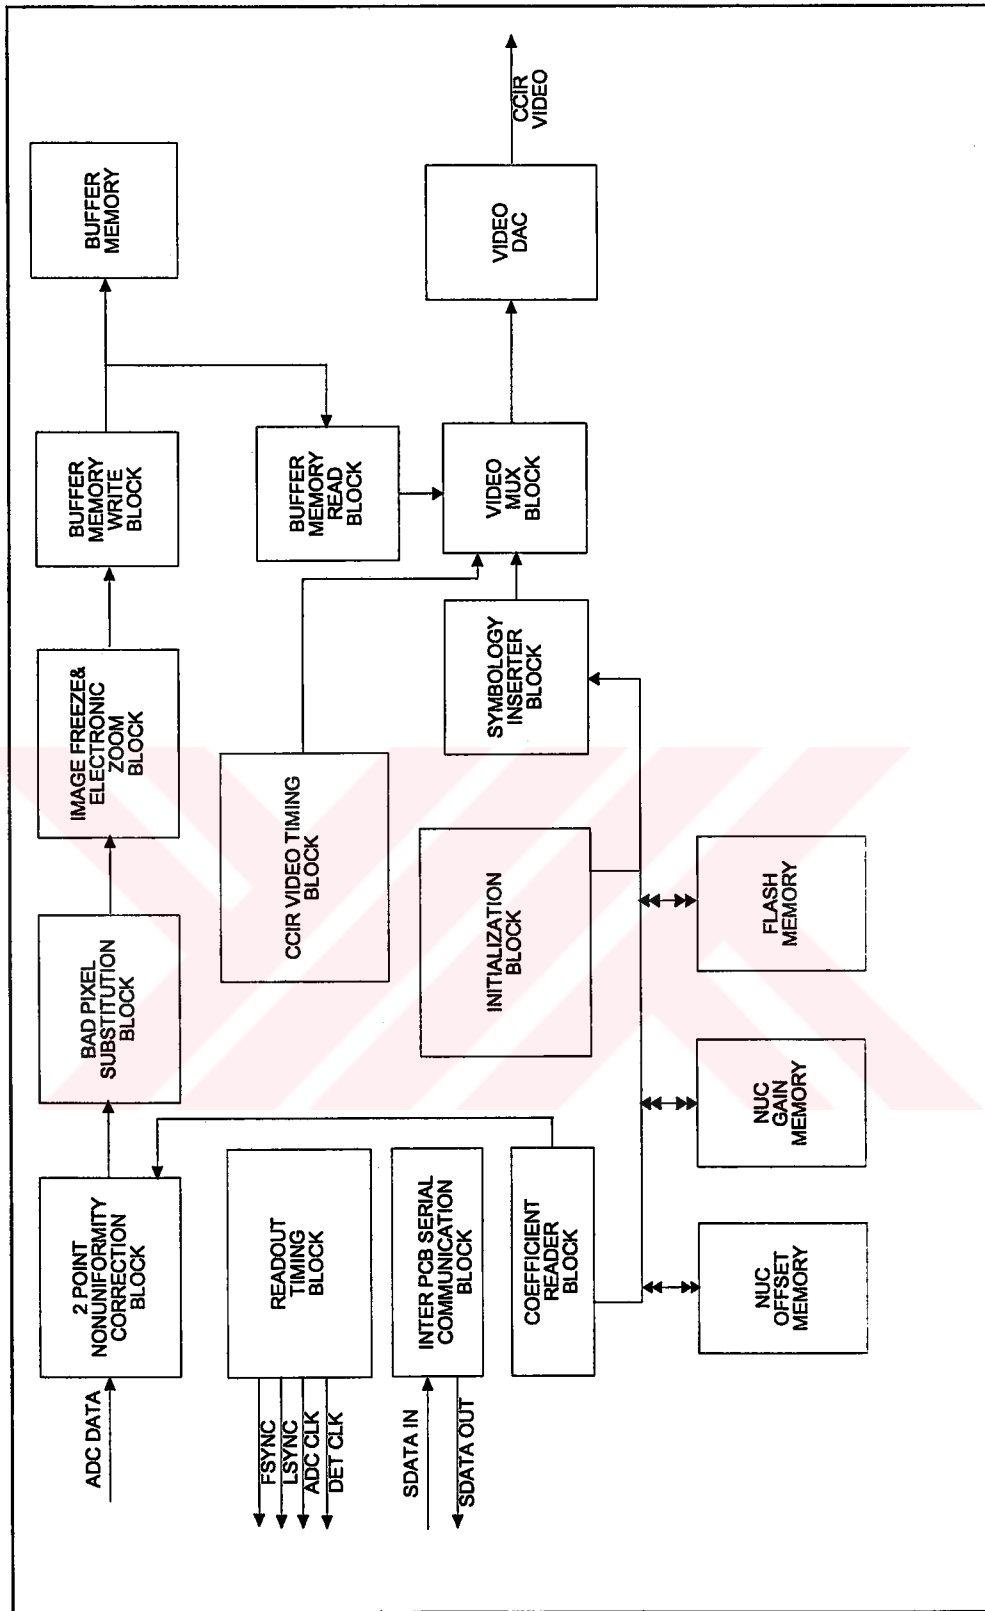 ADC DATA
2 POINT
NONUNIFORMITY
CORRECTION
BLOCK
BAD PIXEL
SUBSTITUTION
BLOCK
IMAGE FREEZE&
ELECTRONIC
ZOOM
BLOCK
BUFFER
MEMORY
WRITE
BLOCK
BUFFER
MEMORY
FSYNC
LSYNC
ADC CLK
DET CLK
READOUT
TIMING
BLOCK
CCIR VIDEO TIMING
BLOCK
BUFFER
MEMORY
READ
BLOCK
SDATA IN
SDATA OUT
INTER PCB SERIAL
COMMUNICATION
BLOCK
INITIALIZATION
BLOCK
SYMBOLOGY
INSERTER
BLOCK
VIDEO
MUX
BLOCK
VIDEO
DAC
CCIR
VIDEO
COEFFICIENT
READER
BLOCK
NUC
OFFSET
MEMORY
NUC
GAIN
MEMORY
FLASH
MEMORY